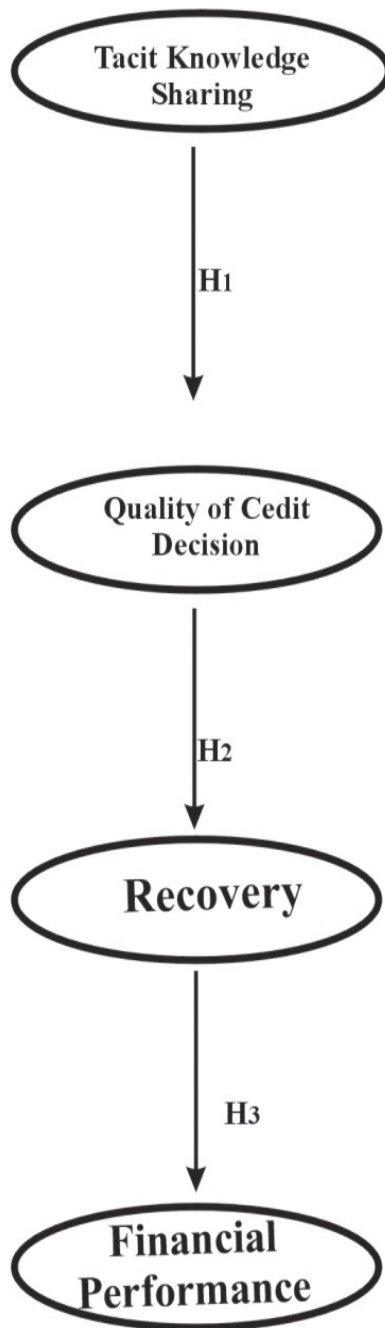 Tacit Knowledge
Sharing
H1
Quality of Cedit
Decision
H2
Recovery
H3
Financial
Performance